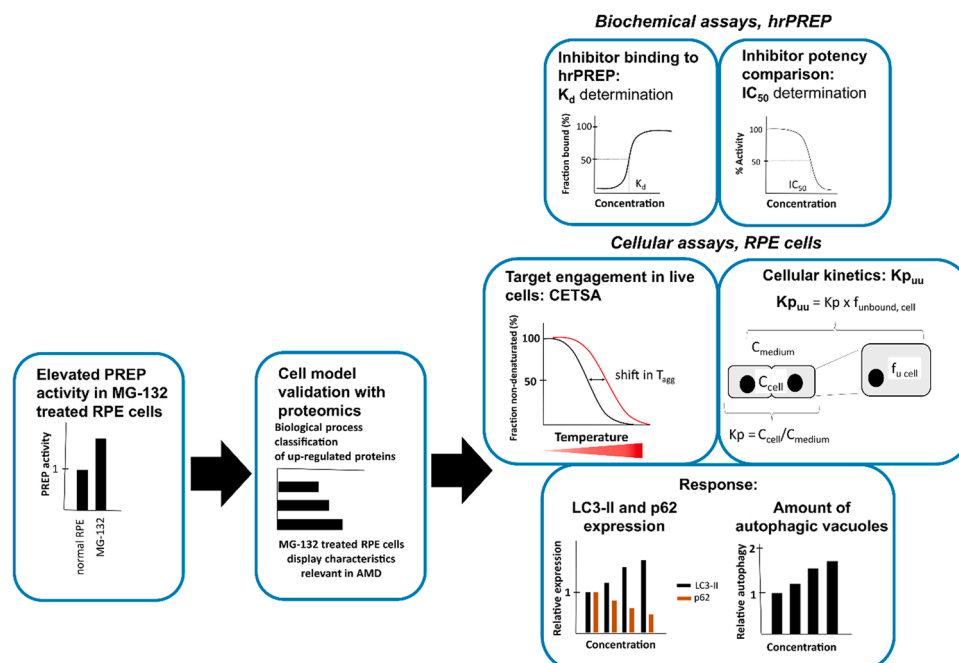 Biochemical assays, hrPREP
Inhibitor binding to
hrPREP:
Kd determination
Fraction bound (%)
100
50
Kd
Concentration
Inhibitor potency
comparison:
IC50 determination
% Activity
100
50
IC50
Concentration
Cellular assays, RPE cells
Target engagement in live
cells: CETSA
Fraction non-denaturated (%)
100
50
shift in Tagg
Temperature
Cellular kinetics: Kpuu
Kpuu = Kp x funbound, cell
Cmedium
Ccell
fu cell
Kp = Ccell/Cmedium
Elevated PREP
activity in MG-132
treated RPE cells
PREP activity
1
normal RPE
MG-132
Cell model
validation with
proteomics
Biological process
classification
of up-regulated proteins
MG-132 treated RPE cells
display characteristics
relevant in AMD
Response:
LC3-II and p62
expression
Relative expression
1
LC3-II
p62
Concentration
Amount of
autophagic vacuoles
Relative autophagy
2
1
Concentration